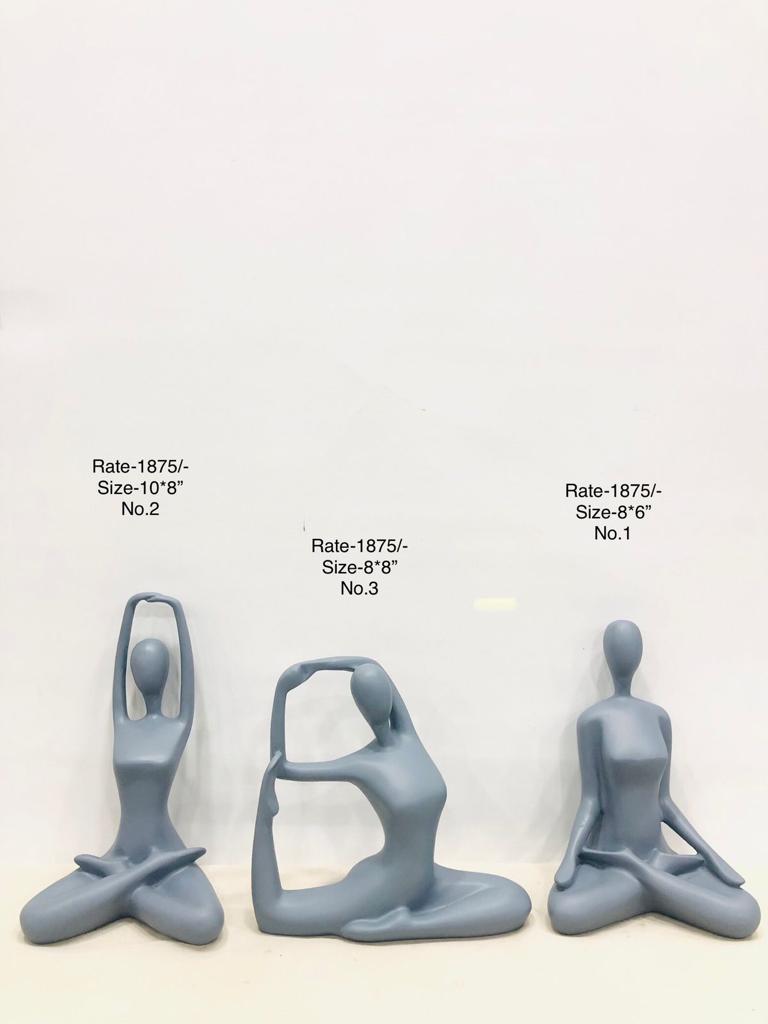 Rate-1875/-
Size-10*8”
No.2
Rate-1875/-
Size-8*8”
No.3
Rate-1875/-
Size-8*6”
No.1